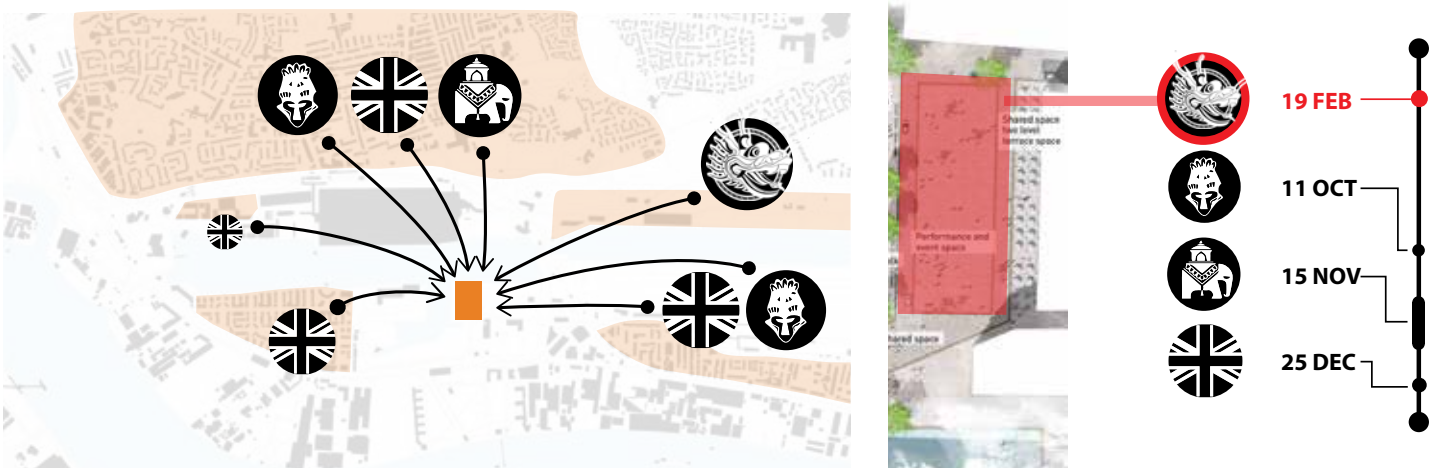 Shared space
two level
terrace space
Performance and
event space
hared space
19 FEB
11 OCT
15 NOV
25 DEC